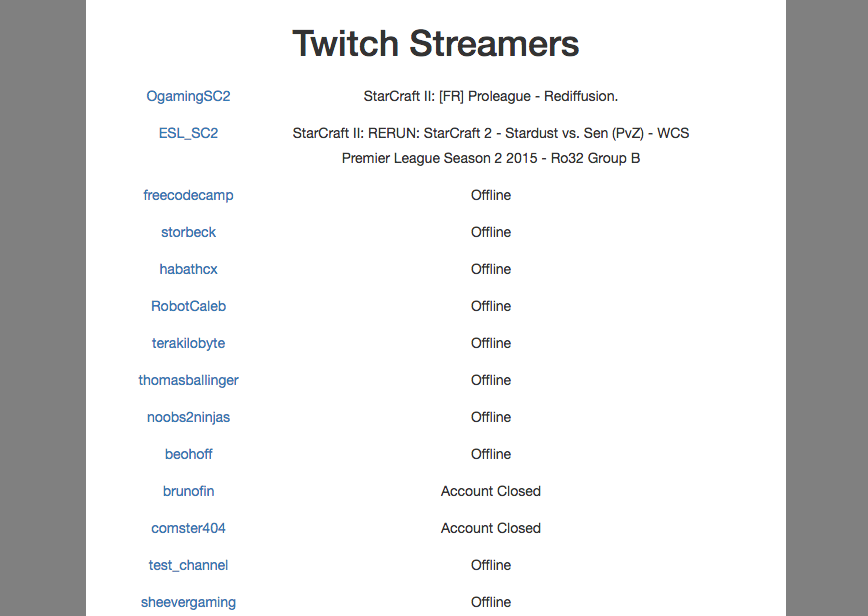 Twitch Streamers
OgamingSC2 StarCraft II: [FR] Proleague - Rediffusion.
ESL_SC2 StarCraft II: RERUN: StarCraft 2 - Stardust vs. Sen (PvZ) - WCS
Premier League Season 2 2015 - Ro32 Group B
freecodecamp Offline
storbeck Offline
habathcx Offline
RobotCaleb Offline
terakilobyte Offline
thomasballinger Offline
noobs2ninjas Offline
beohoff Offline
brunofin Account Closed
comster404 Account Closed
test_channel Offline
sheevergaming Offline